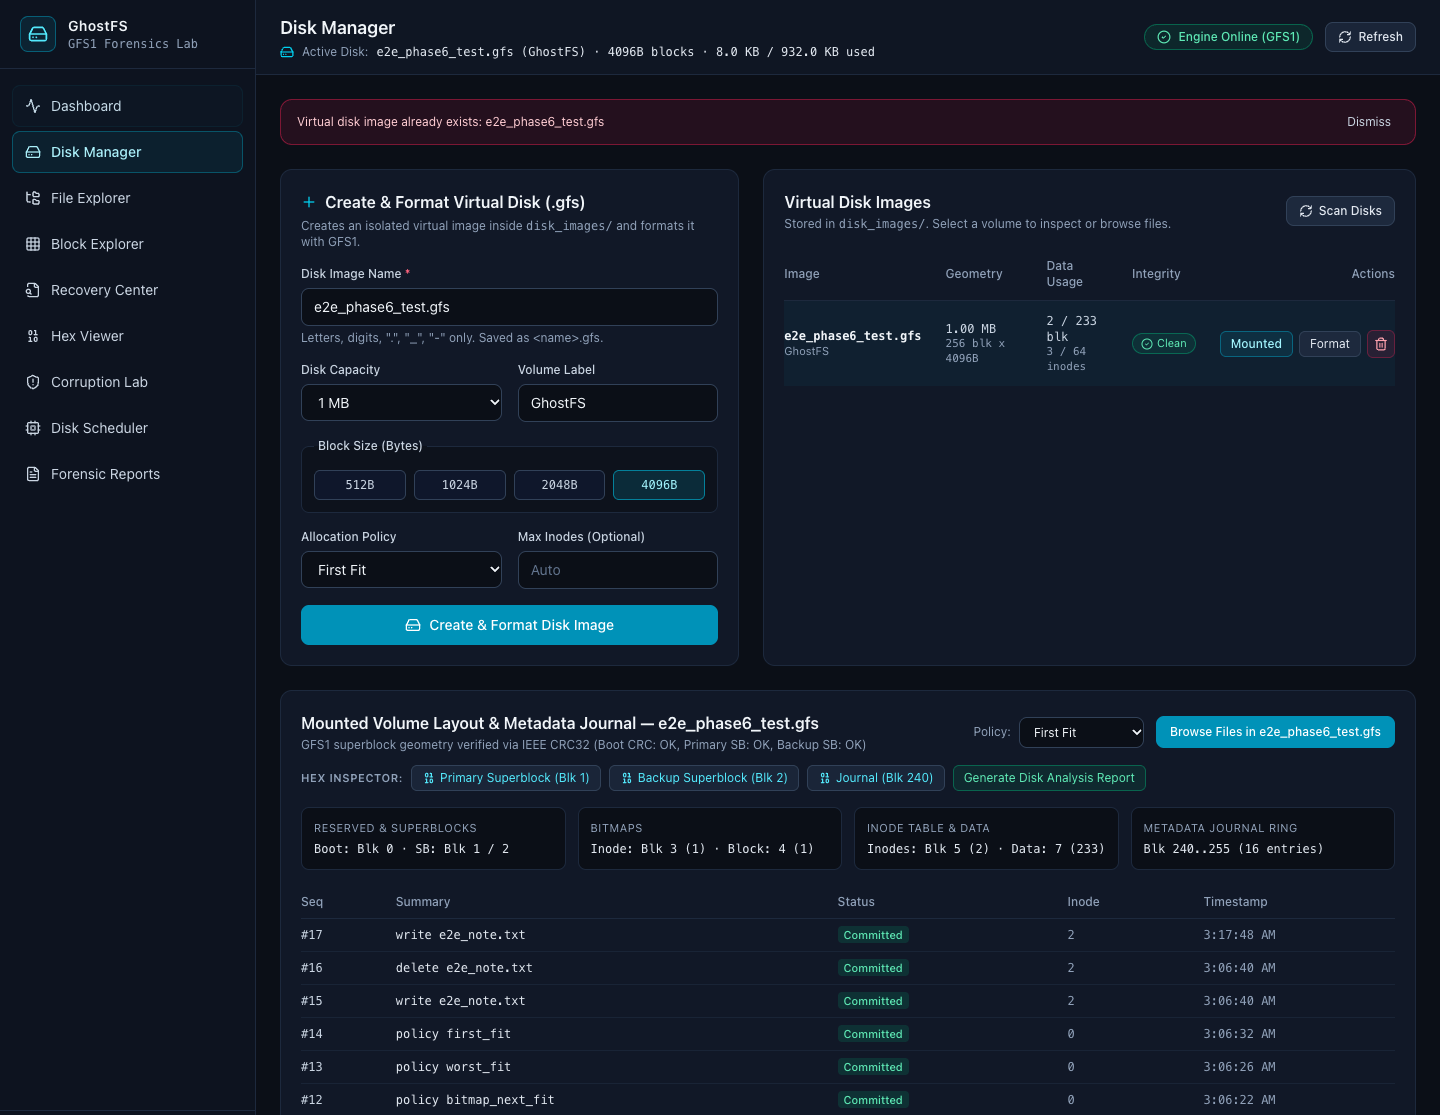 GhostFS
GFS1 Forensics Lab
Dashboard
Disk Manager
File Explorer
Block Explorer
Recovery Center
Hex Viewer
Corruption Lab
Disk Scheduler
Forensic Reports
Disk Manager
Active Disk: e2e_phase6_test.gfs (GhostFS) · 4096B blocks · 8.0 KB / 932.0 KB used
Engine Online (GFS1)
Refresh
Virtual disk image already exists: e2e_phase6_test.gfs
Dismiss
Create & Format Virtual Disk (.gfs)
Creates an isolated virtual image inside disk_images/ and formats it
with GFS1.
Disk Image Name *
e2e_phase6_test.gfs
Letters, digits, ".", "_", "-" only. Saved as <name>.gfs.
Disk Capacity
Volume Label
1 MB
GhostFS
Block Size (Bytes)
512B
1024B
2048B
4096B
Allocation Policy
Max Inodes (Optional)
First Fit
Auto
Create & Format Disk Image
Virtual Disk Images
Stored in disk_images/. Select a volume to inspect or browse files.
Scan Disks
Image
Geometry
Data
Usage
Integrity
Actions
e2e_phase6_test.gfs
GhostFS
1.00 MB
256 blk x
4096B
2 / 233
blk
3 / 64
inodes
Clean
Mounted
Format
Mounted Volume Layout & Metadata Journal — e2e_phase6_test.gfs
GFS1 superblock geometry verified via IEEE CRC32 (Boot CRC: OK, Primary SB: OK, Backup SB: OK)
Policy:
First Fit
Browse Files in e2e_phase6_test.gfs
HEX INSPECTOR:
Primary Superblock (Blk 1)
Backup Superblock (Blk 2)
Journal (Blk 240)
Generate Disk Analysis Report
RESERVED & SUPERBLOCKS
Boot: Blk 0 · SB: Blk 1 / 2
BITMAPS
Inode: Blk 3 (1) · Block: 4 (1)
INODE TABLE & DATA
Inodes: Blk 5 (2) · Data: 7 (233)
METADATA JOURNAL RING
Blk 240..255 (16 entries)
Seq Summary Status Inode Timestamp
#17 write e2e_note.txt Committed 2 3:17:48 AM
#16 delete e2e_note.txt Committed 2 3:06:40 AM
#15 write e2e_note.txt Committed 2 3:06:40 AM
#14 policy first_fit Committed 0 3:06:32 AM
#13 policy worst_fit Committed 0 3:06:26 AM
#12 policy bitmap_next_fit Committed 0 3:06:22 AM